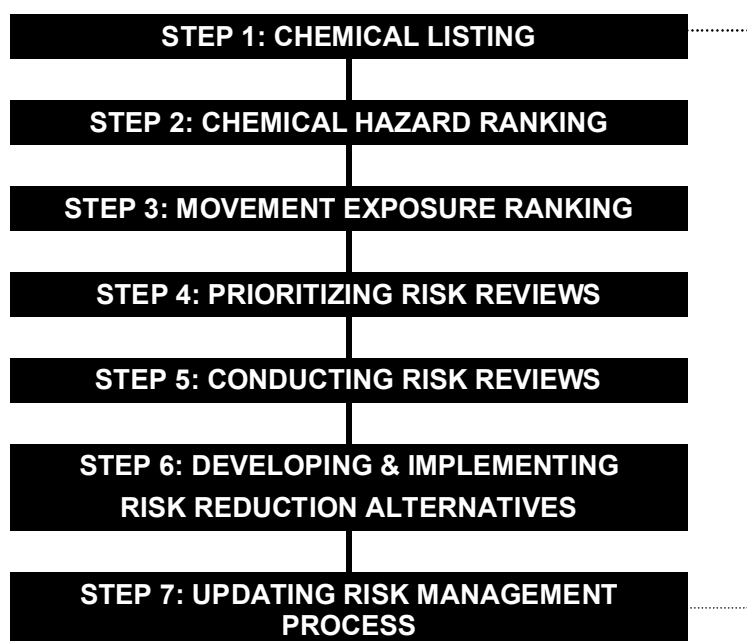 STEP 1: CHEMICAL LISTING
STEP 2: CHEMICAL HAZARD RANKING
STEP 3: MOVEMENT EXPOSURE RANKING
STEP 4: PRIORITIZING RISK REVIEWS
STEP 5: CONDUCTING RISK REVIEWS
STEP 6: DEVELOPING & IMPLEMENTING
RISK REDUCTION ALTERNATIVES
STEP 7: UPDATING RISK MANAGEMENT
PROCESS